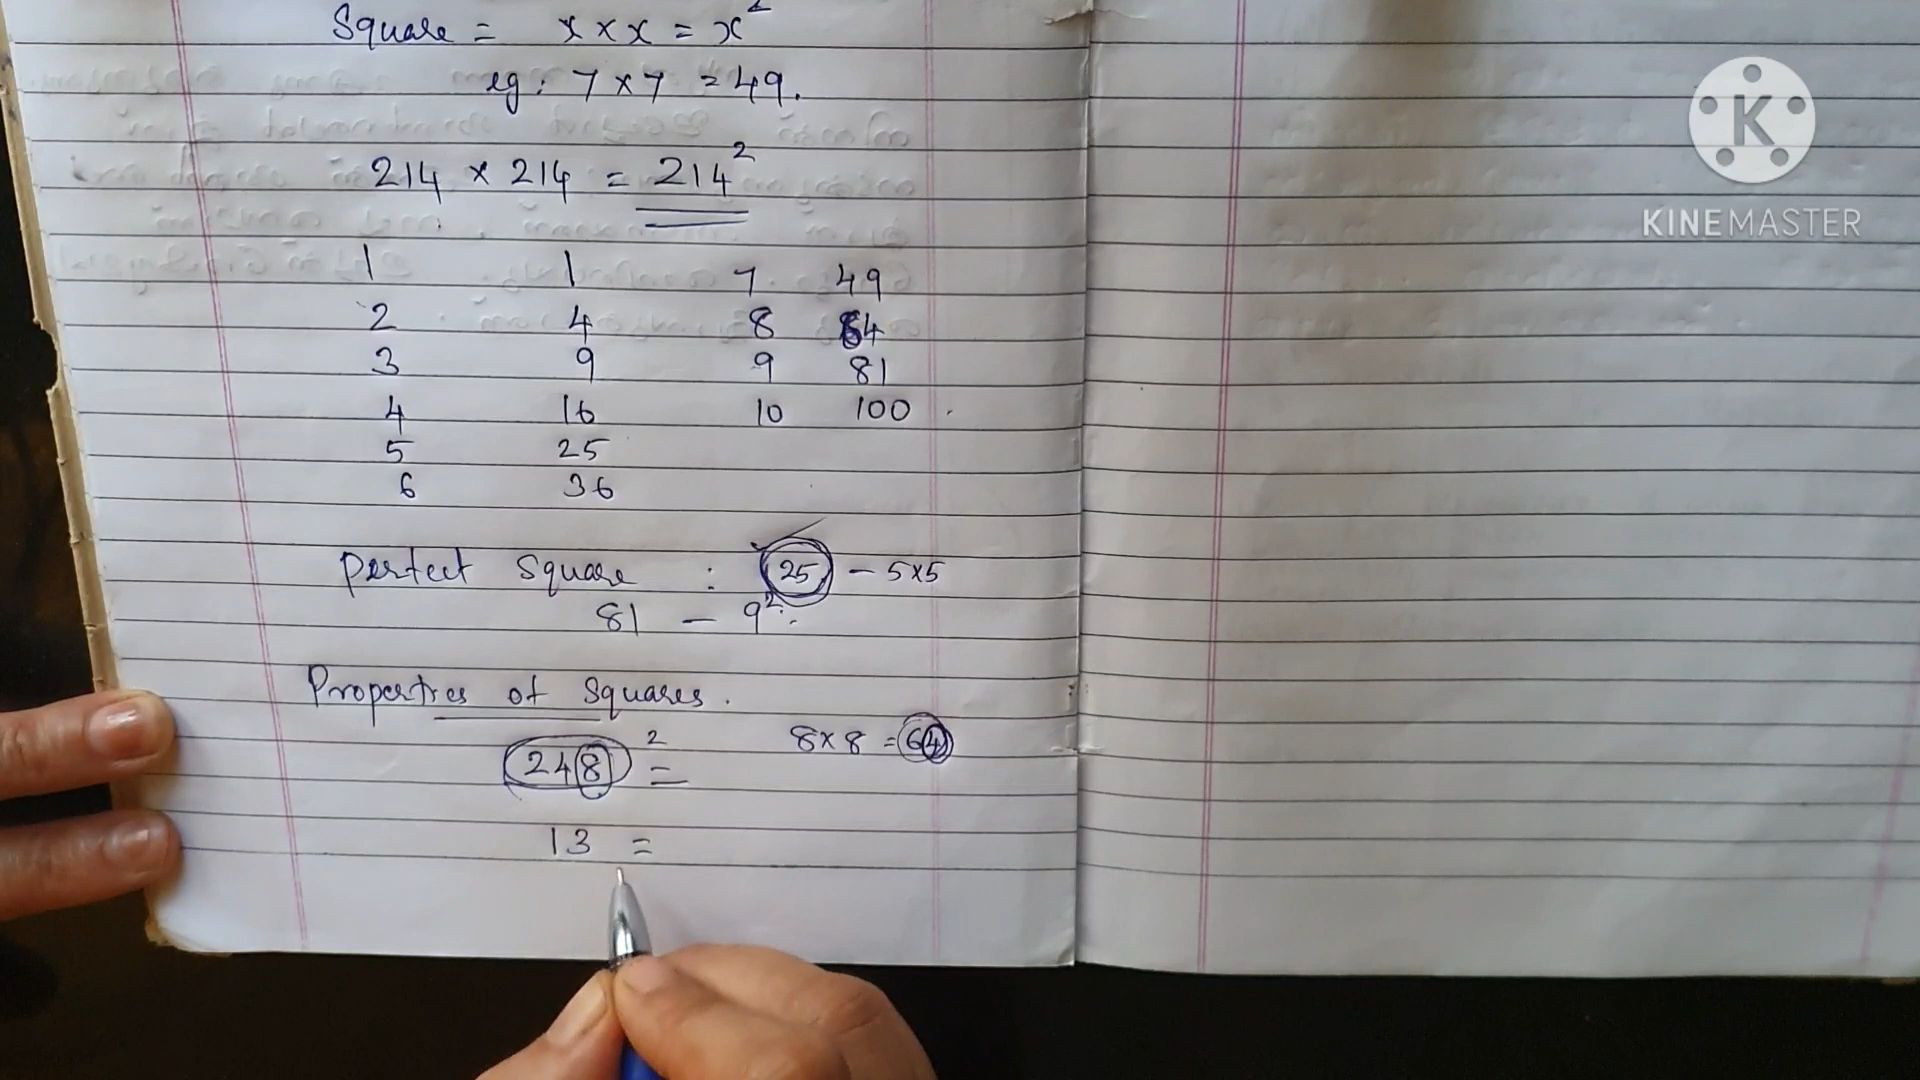 Square = x × x = x²
eg: 7 × 7 = 49.
214 × 214 = 214²
1 1 7 49
2 4 8 64
3 9 9 81
4 16 10 100
5 25
6 36
Perfect Square : 25 - 5×5
81 - 9²
Properties of Squares.
248² = 8×8 = 64
13 =
K
KINEMASTER